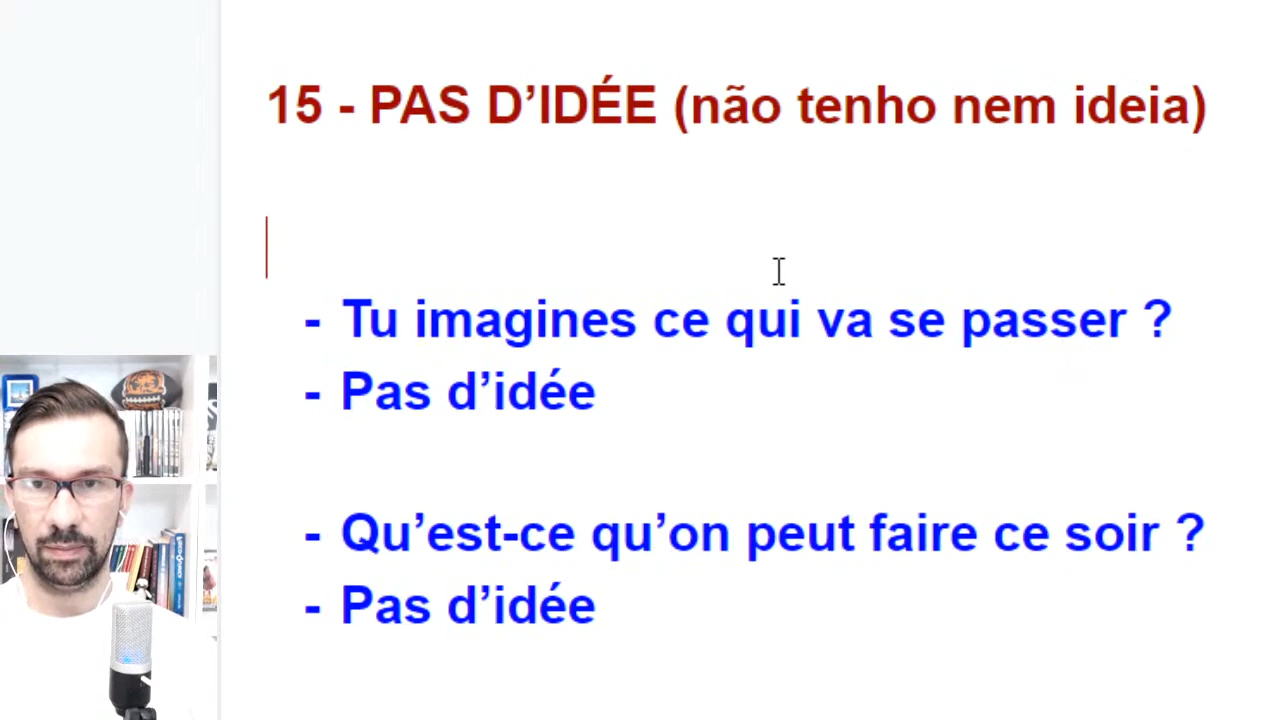 15 - PAS D’IDÉE (não tenho nem ideia)
- Tu imagines ce qui va se passer ?
- Pas d’idée
- Qu’est-ce qu’on peut faire ce soir ?
- Pas d’idée